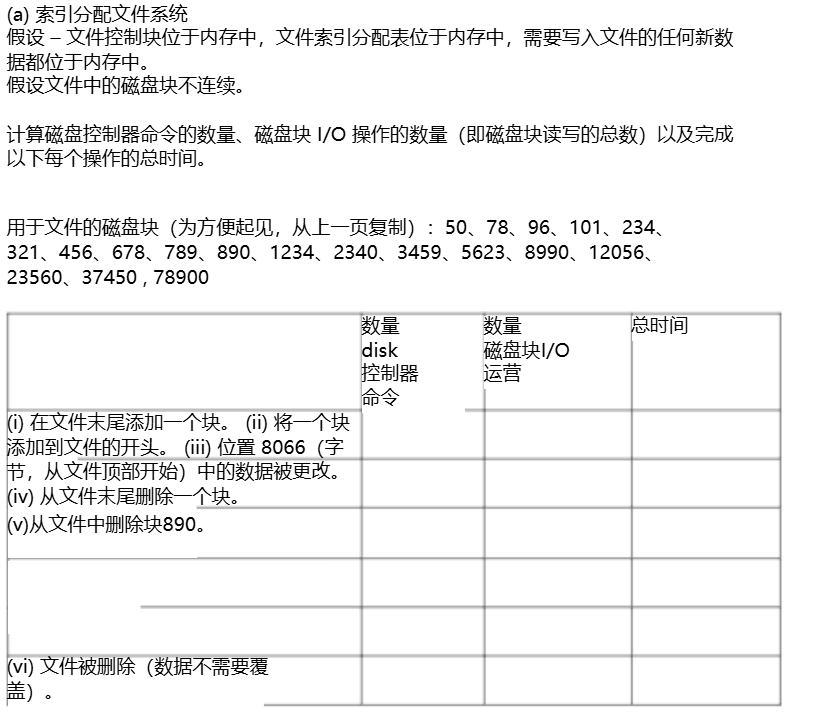 (a) 索引分配文件系统
假设 – 文件控制块位于内存中，文件索引分配表位于内存中，需要写入文件的任何新数
据都位于内存中。
假设文件中的磁盘块不连续。
计算磁盘控制器命令的数量、磁盘块 I/O 操作的数量（即磁盘块读写的总数）以及完成
以下每个操作的总时间。
用于文件的磁盘块（为方便起见，从上一页复制）：50、78、96、101、234、
321、456、678、789、890、1234、2340、3459、5623、8990、12056、
23560、37450 , 78900
数量
disk
控制器
命令
数量
磁盘块I/O
运营
总时间
(i) 在文件末尾添加一个块。 (ii) 将一个块
添加到文件的开头。 (iii) 位置 8066（字
节，从文件顶部开始）中的数据被更改。
(iv) 从文件末尾删除一个块。
(v)从文件中删除块890。
(vi) 文件被删除（数据不需要覆
盖）。